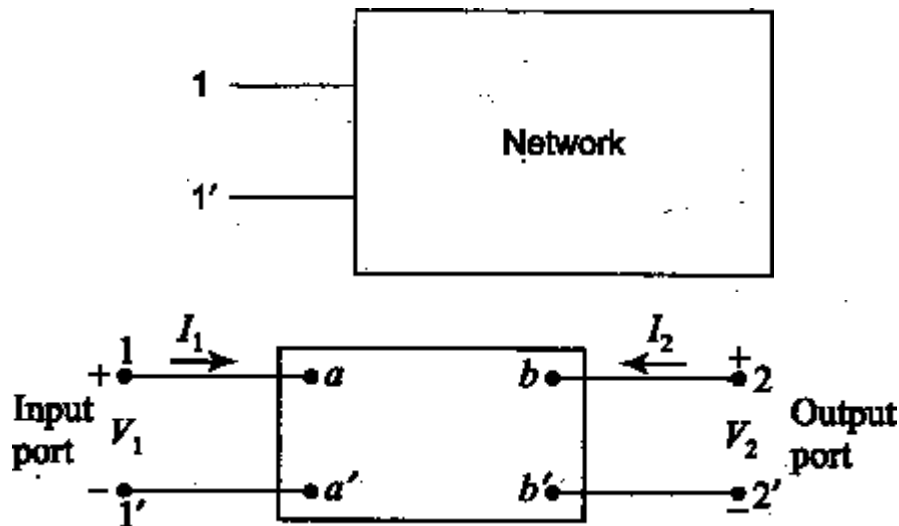 1
Network
1′
I₁ I₂
1 + 2
+ a b
Input V₁ V₂ Output
port port
− a′ b′ 2′
1′ −